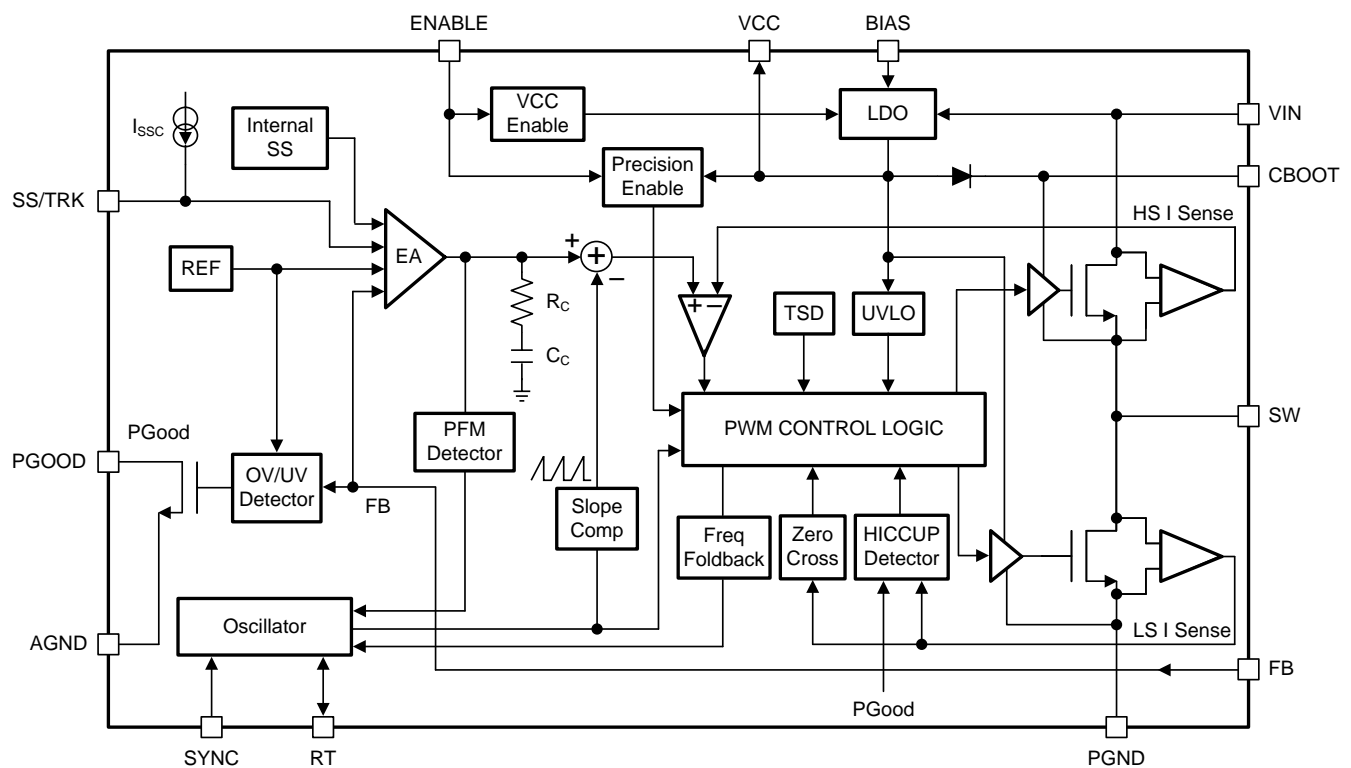 ENABLE
VCC
BIAS
ISSC
Internal
SS
VCC
Enable
LDO
VIN
Precision
Enable
CBOOT
SS/TRK
HS I Sense
REF
EA
+
+
−
+ −
RC
CC
TSD
UVLO
PWM CONTROL LOGIC
SW
PGood
PGOOD
OV/UV
Detector
FB
PFM
Detector
Slope
Comp
Freq
Foldback
Zero
Cross
HICCUP
Detector
Oscillator
AGND
LS I Sense
FB
PGood
SYNC
RT
PGND